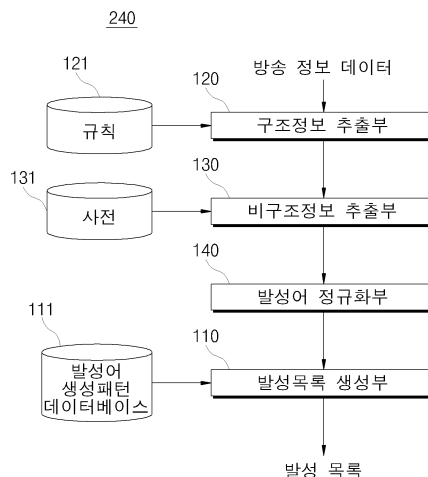 240
121
방송 정보 데이터
120
규칙
구조정보 추출부
131
130
사전
비구조정보 추출부
140
발성어 정규화부
111
110
발성어
생성패턴
데이터베이스
발성목록 생성부
발성 목록